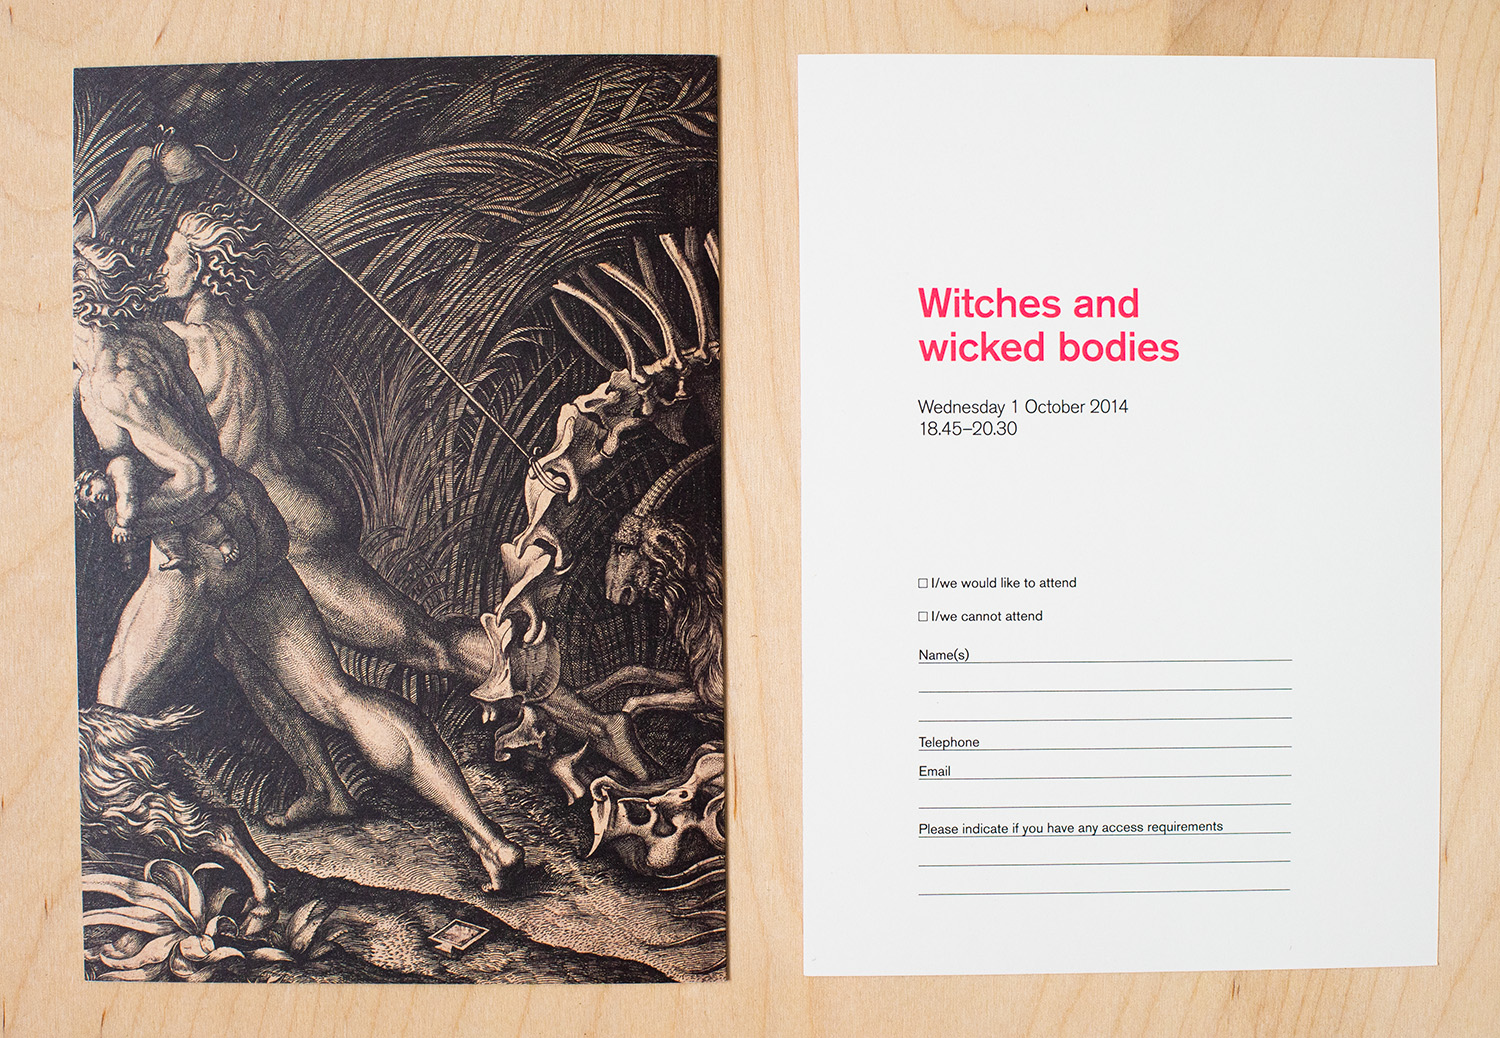 Witches and
wicked bodies
Wednesday 1 October 2014
18.45–20.30
I/we would like to attend
I/we cannot attend
Name(s)
Telephone
Email
Please indicate if you have any access requirements